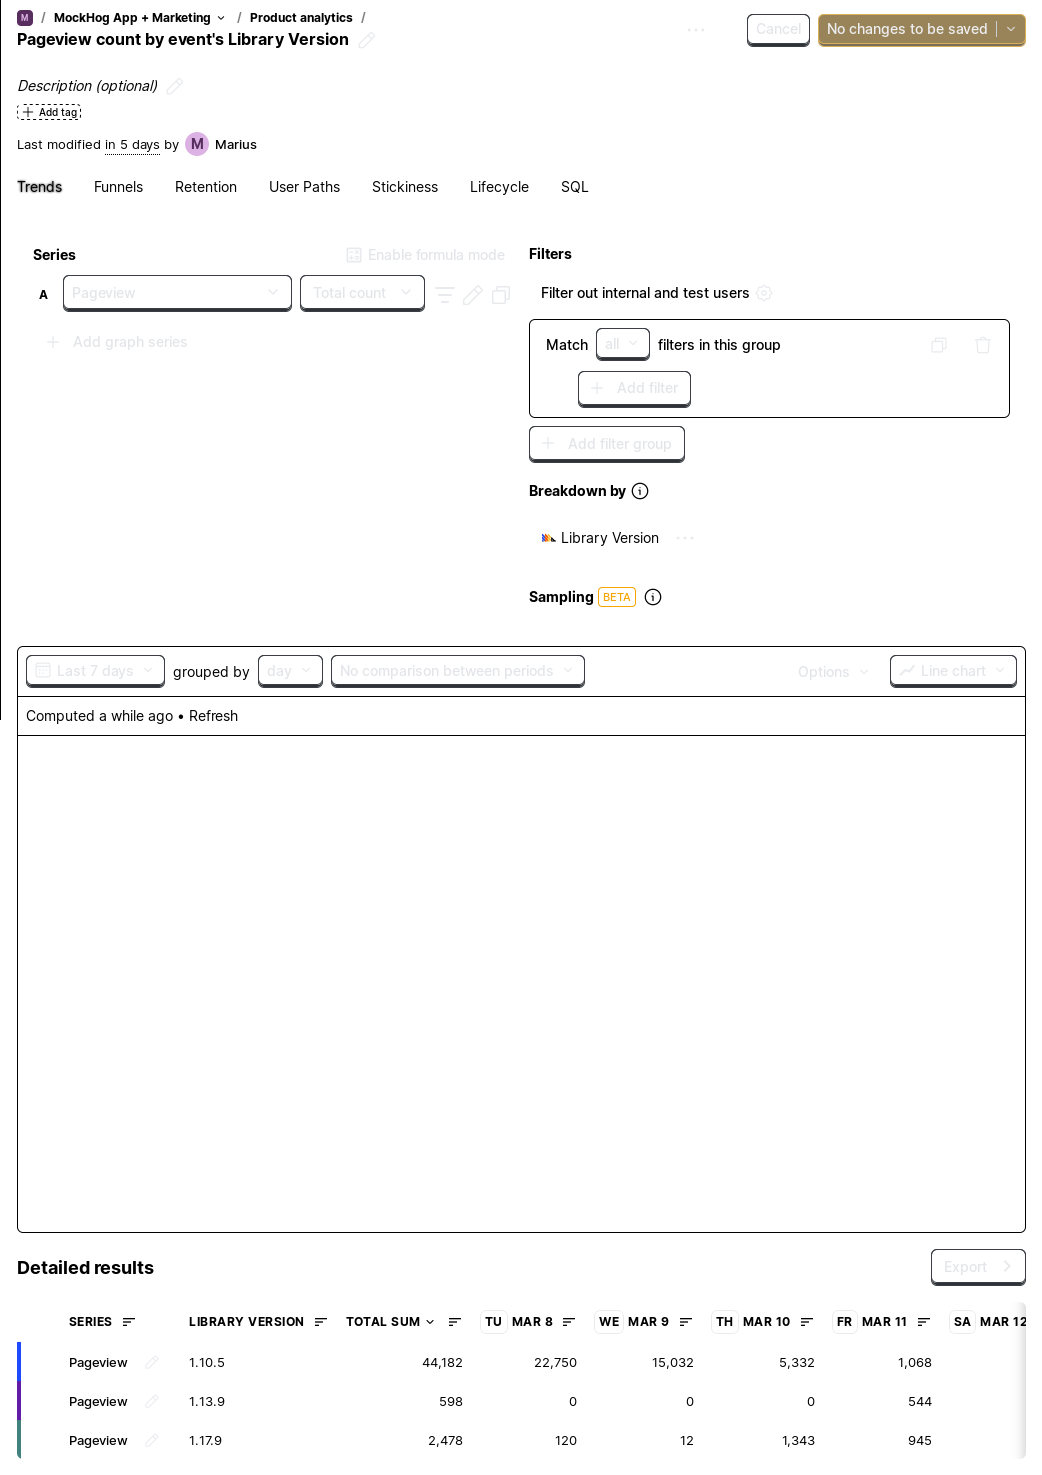 M / MockHog App + Marketing / Product analytics /
Pageview count by event's Library Version
Cancel
No changes to be saved
Description (optional)
Add tag
Last modified in 5 days by M Marius
Trends Funnels Retention User Paths Stickiness Lifecycle SQL
Series
Enable formula mode
A Pageview Total count
Add graph series
Filters
Filter out internal and test users
Match all filters in this group
Add filter
Add filter group
Breakdown by
Library Version
Sampling BETA
Last 7 days grouped by day No comparison between periods Options Line chart
Computed a while ago • Refresh
Detailed results
Export
SERIES LIBRARY VERSION TOTAL SUM TU MAR 8 WE MAR 9 TH MAR 10 FR MAR 11 SA MAR 12
Pageview 1.10.5 44,182 22,750 15,032 5,332 1,068
Pageview 1.13.9 598 0 0 0 544
Pageview 1.17.9 2,478 120 12 1,343 945